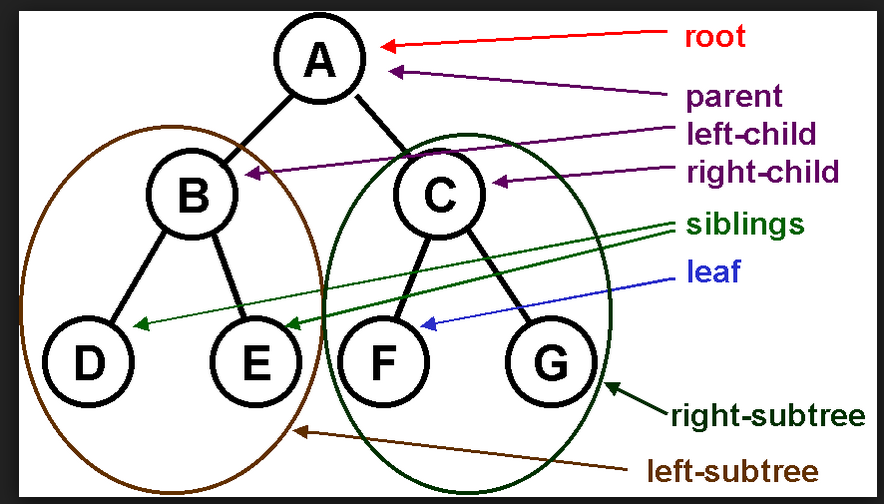 A
root
parent
left-child
B
C
right-child
siblings
leaf
D
E
F
G
right-subtree
left-subtree